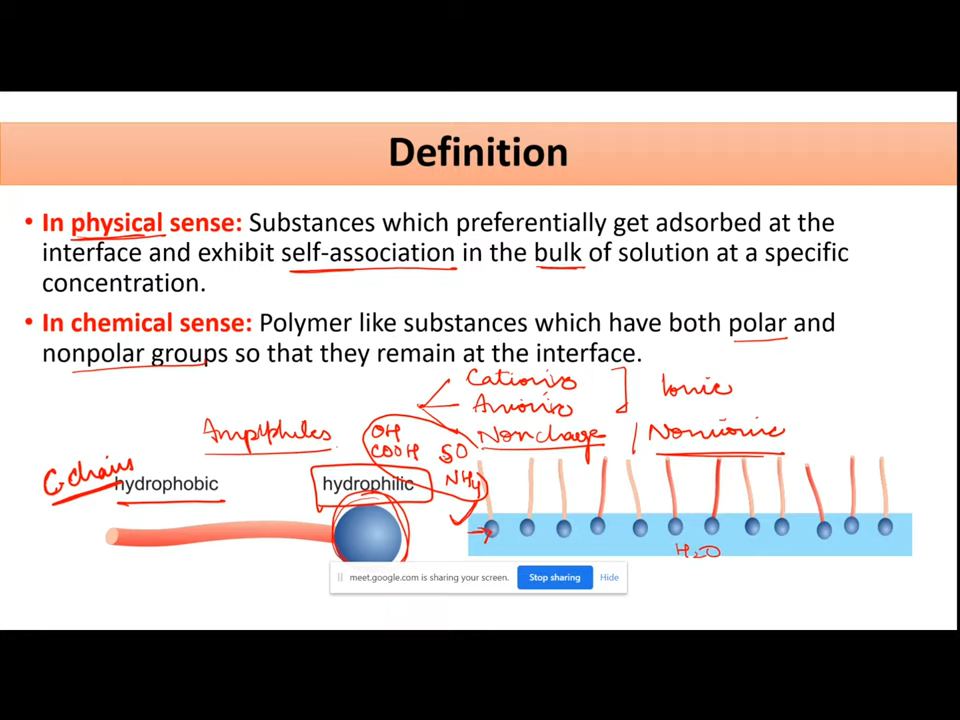 Definition
• In physical sense: Substances which preferentially get adsorbed at the
interface and exhibit self-association in the bulk of solution at a specific
concentration.
• In chemical sense: Polymer like substances which have both polar and
nonpolar groups so that they remain at the interface.
Cationic
Ionic
Anionic
Amphphiles
OH
Noncharge
Nonionic
COOH
SO
C-chains
NH4
hydrophobic
hydrophilic
H2O
meet.google.com is sharing your screen.
Stop sharing
Hide